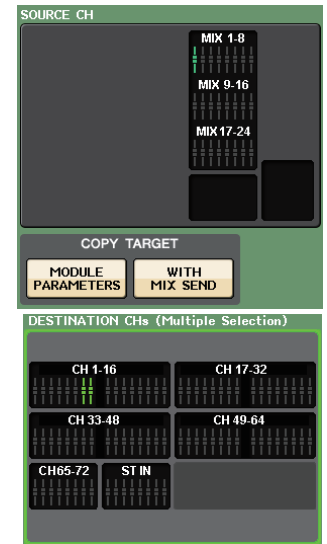 SOURCE CH
MIX 1-8
MIX 9-16
MIX17-24
COPY TARGET
MODULE PARAMETERS
WITH MIX SEND
DESTINATION CHs (Multiple Selection)
CH 1-16
CH 17-32
CH 33-48
CH 49-64
CH65-72
ST IN